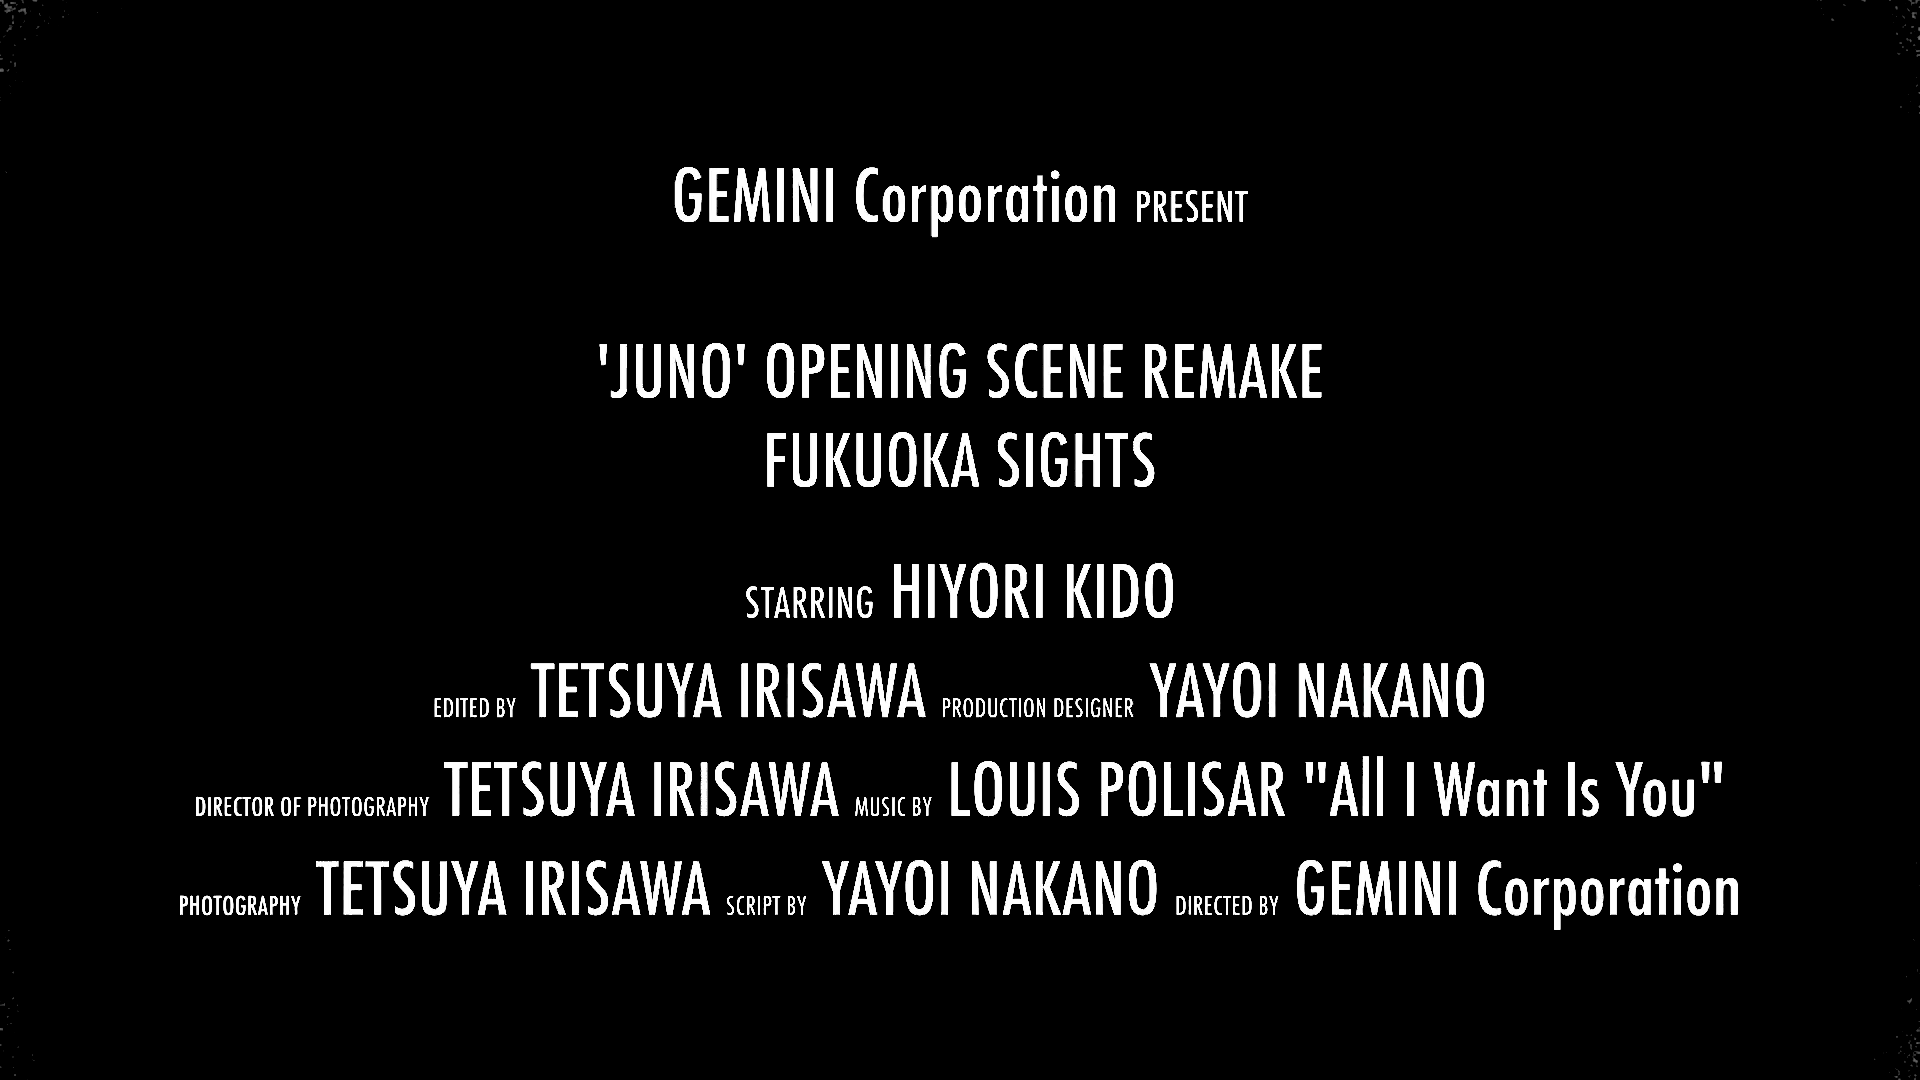 GEMINI Corporation PRESENT
'JUNO' OPENING SCENE REMAKE
FUKUOKA SIGHTS
STARRING HIYORI KIDO
EDITED BY TETSUYA IRISAWA PRODUCTION DESIGNER YAYOI NAKANO
DIRECTOR OF PHOTOGRAPHY TETSUYA IRISAWA MUSIC BY LOUIS POLISAR "All I Want Is You"
PHOTOGRAPHY TETSUYA IRISAWA SCRIPT BY YAYOI NAKANO DIRECTED BY GEMINI Corporation